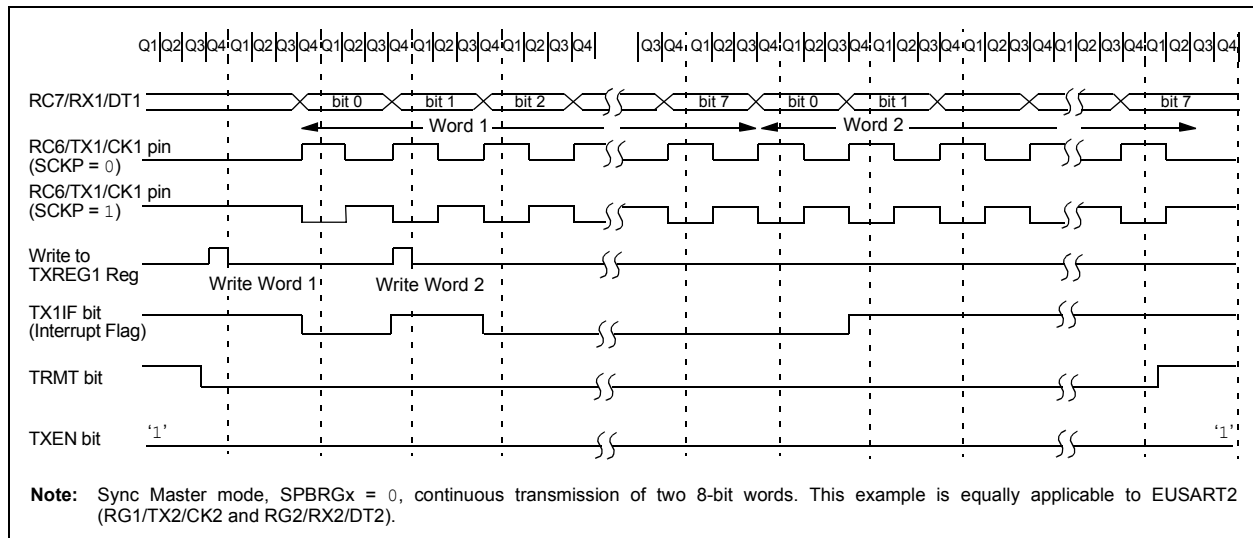 Q1 Q2 Q3 Q4 Q1 Q2 Q3 Q4 Q1 Q2 Q3 Q4 Q1 Q2 Q3 Q4 Q1 Q2 Q3 Q4 Q3 Q4 Q1 Q2 Q3 Q4 Q1 Q2 Q3 Q4 Q1 Q2 Q3 Q4 Q1 Q2 Q3 Q4 Q1 Q2 Q3 Q4 Q1 Q2 Q3 Q4
RC7/RX1/DT1 bit 0 bit 1 bit 2 bit 7 bit 0 bit 1 bit 7
Word 1 Word 2
RC6/TX1/CK1 pin
(SCKP = 0)
RC6/TX1/CK1 pin
(SCKP = 1)
Write to
TXREG1 Reg
Write Word 1 Write Word 2
TX1IF bit
(Interrupt Flag)
TRMT bit
TXEN bit ‘1’ ‘1’
Note: Sync Master mode, SPBRGx = 0, continuous transmission of two 8-bit words. This example is equally applicable to EUSART2
(RG1/TX2/CK2 and RG2/RX2/DT2).